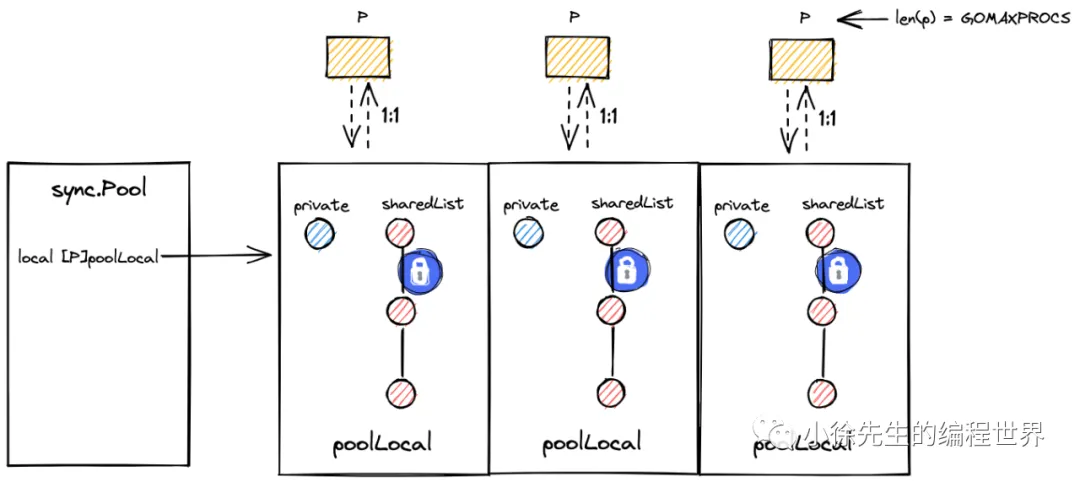 P P P len(p) = GOMAXPROCS
1:1 1:1 1:1
sync.Pool
private sharedList private sharedList private sharedList
local [P]poolLocal
poolLocal poolLocal poolLocal
小徐先生的编程世界